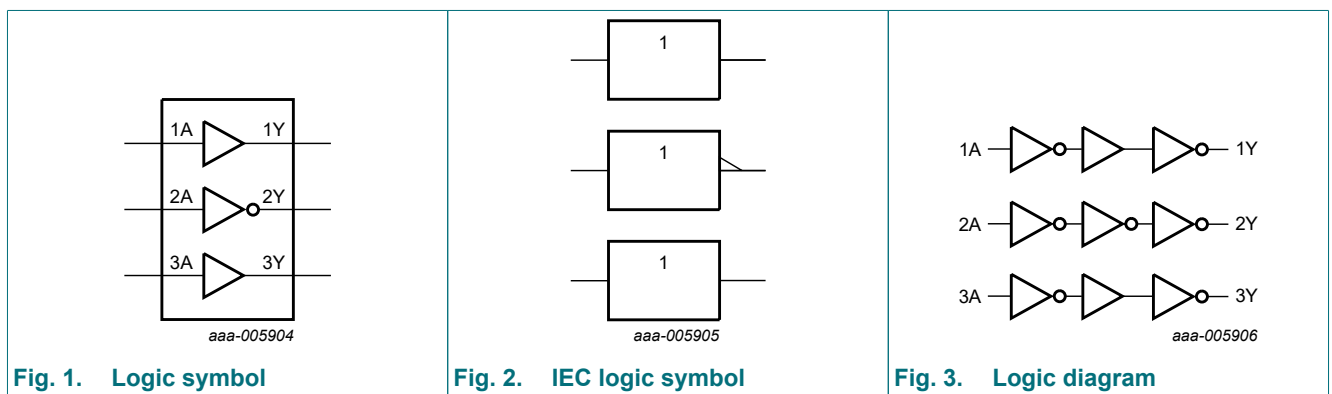 1A 1Y
2A 2Y
3A 3Y
aaa-005904
Fig. 1. Logic symbol
1
1
1
aaa-005905
Fig. 2. IEC logic symbol
1A 1Y
2A 2Y
3A 3Y
aaa-005906
Fig. 3. Logic diagram